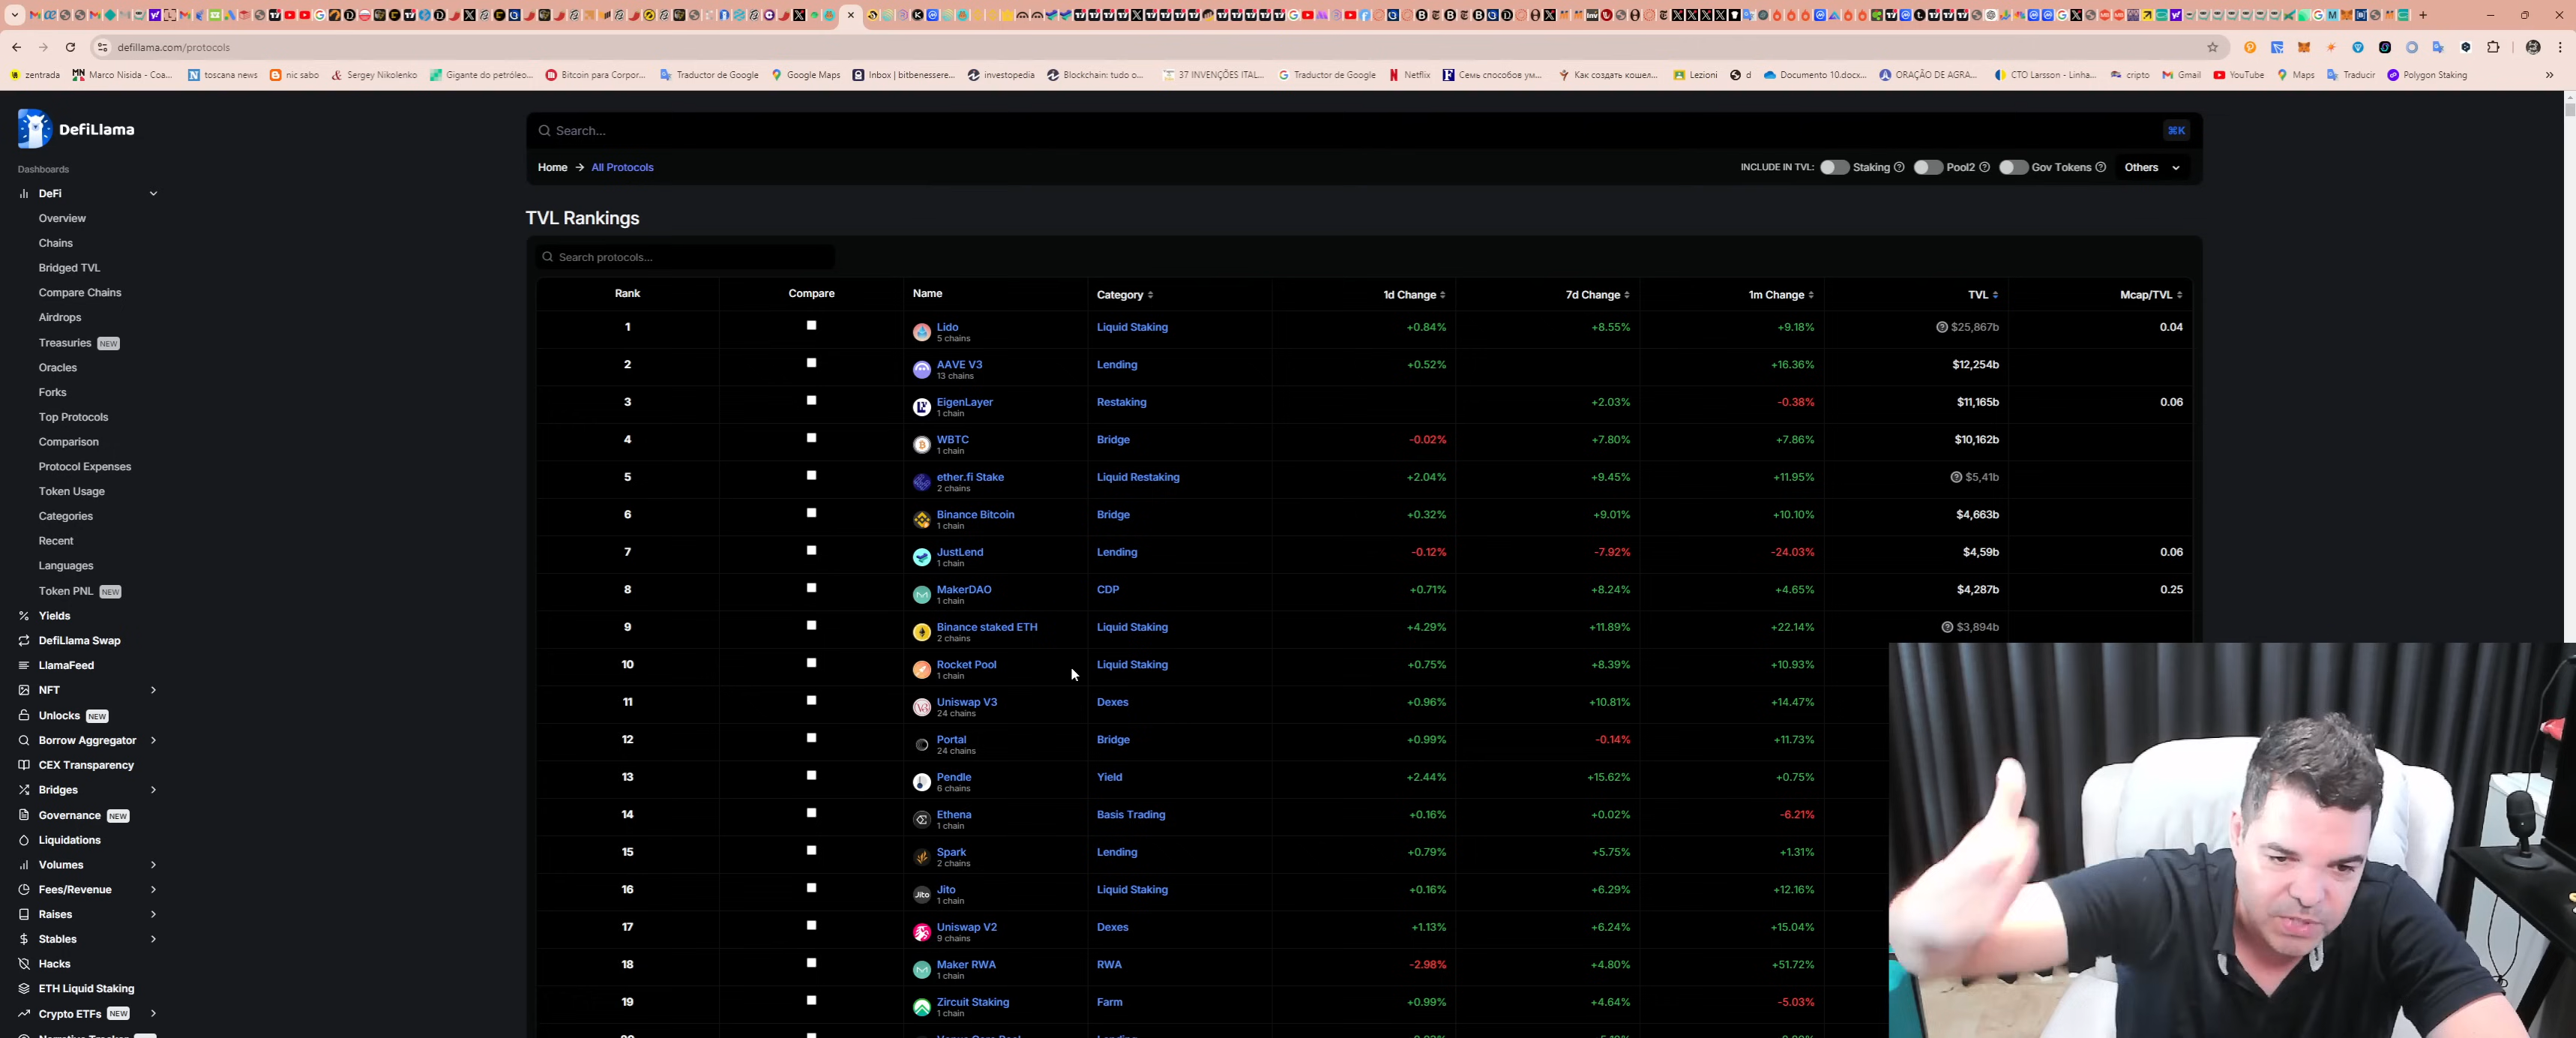 defillama.com/protocols
zentrada
Marco Nisida - Coa...
toscana news
nic sabo
Sergey Nikolenko
Gigante do petróleo...
Bitcoin para Corpor...
Traductor de Google
Google Maps
Inbox | bitbenessere...
investopedia
Blockchain: tudo o...
37 INVENÇÕES ITAL...
Traductor de Google
Netflix
Семь способов ум...
Как создать кошел...
Lezioni
d
Documento 10.docx...
ORAÇÃO DE AGRA...
CTO Larsson - Linha...
cripto
Gmail
YouTube
Maps
Traducir
Polygon Staking
DefiLlama
Search...
⌘K
Home → All Protocols
INCLUDE IN TVL: Staking Pool2 Gov Tokens Others
Dashboards
DeFi
Overview
Chains
Bridged TVL
Compare Chains
Airdrops
Treasuries NEW
Oracles
Forks
Top Protocols
Comparison
Protocol Expenses
Token Usage
Categories
Recent
Languages
Token PNL NEW
Yields
DefiLlama Swap
LlamaFeed
NFT
Unlocks NEW
Borrow Aggregator
CEX Transparency
Bridges
Governance NEW
Liquidations
Volumes
Fees/Revenue
Raises
Stables
Hacks
ETH Liquid Staking
Crypto ETFs NEW
TVL Rankings
Search protocols...
Rank Compare Name Category 1d Change 7d Change 1m Change TVL Mcap/TVL
1 Lido Liquid Staking +0.84% +8.55% +9.18% $25,867b 0.04
5 chains
2 AAVE V3 Lending +0.52% +16.36% $12,254b
13 chains
3 EigenLayer Restaking +2.03% -0.38% $11,165b 0.06
1 chain
4 WBTC Bridge -0.02% +7.80% +7.86% $10,162b
1 chain
5 ether.fi Stake Liquid Restaking +2.04% +9.45% +11.95% $5,41b
2 chains
6 Binance Bitcoin Bridge +0.32% +9.01% +10.10% $4,663b
1 chain
7 JustLend Lending -0.12% -7.92% -24.03% $4,59b 0.06
1 chain
8 MakerDAO CDP +0.71% +8.24% +4.65% $4,287b 0.25
1 chain
9 Binance staked ETH Liquid Staking +4.29% +11.89% +22.14% $3,894b
2 chains
10 Rocket Pool Liquid Staking +0.75% +8.39% +10.93%
1 chain
11 Uniswap V3 Dexes +0.96% +10.81% +14.47%
24 chains
12 Portal Bridge +0.99% -0.14% +11.73%
24 chains
13 Pendle Yield +2.44% +15.62% +0.75%
6 chains
14 Ethena Basis Trading +0.16% +0.02% -6.21%
1 chain
15 Spark Lending +0.79% +5.75% +1.31%
2 chains
16 Jito Liquid Staking +0.16% +6.29% +12.16%
1 chain
17 Uniswap V2 Dexes +1.13% +6.24% +15.04%
9 chains
18 Maker RWA RWA -2.98% +4.80% +51.72%
1 chain
19 Zircuit Staking Farm +0.99% +4.64% -5.03%
1 chain